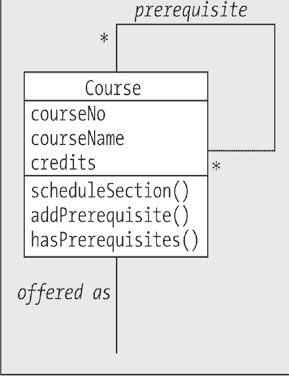 prerequisite
*
Course
courseNo
courseName
credits
*
scheduleSection()
addPrerequisite()
hasPrerequisites()
offered as